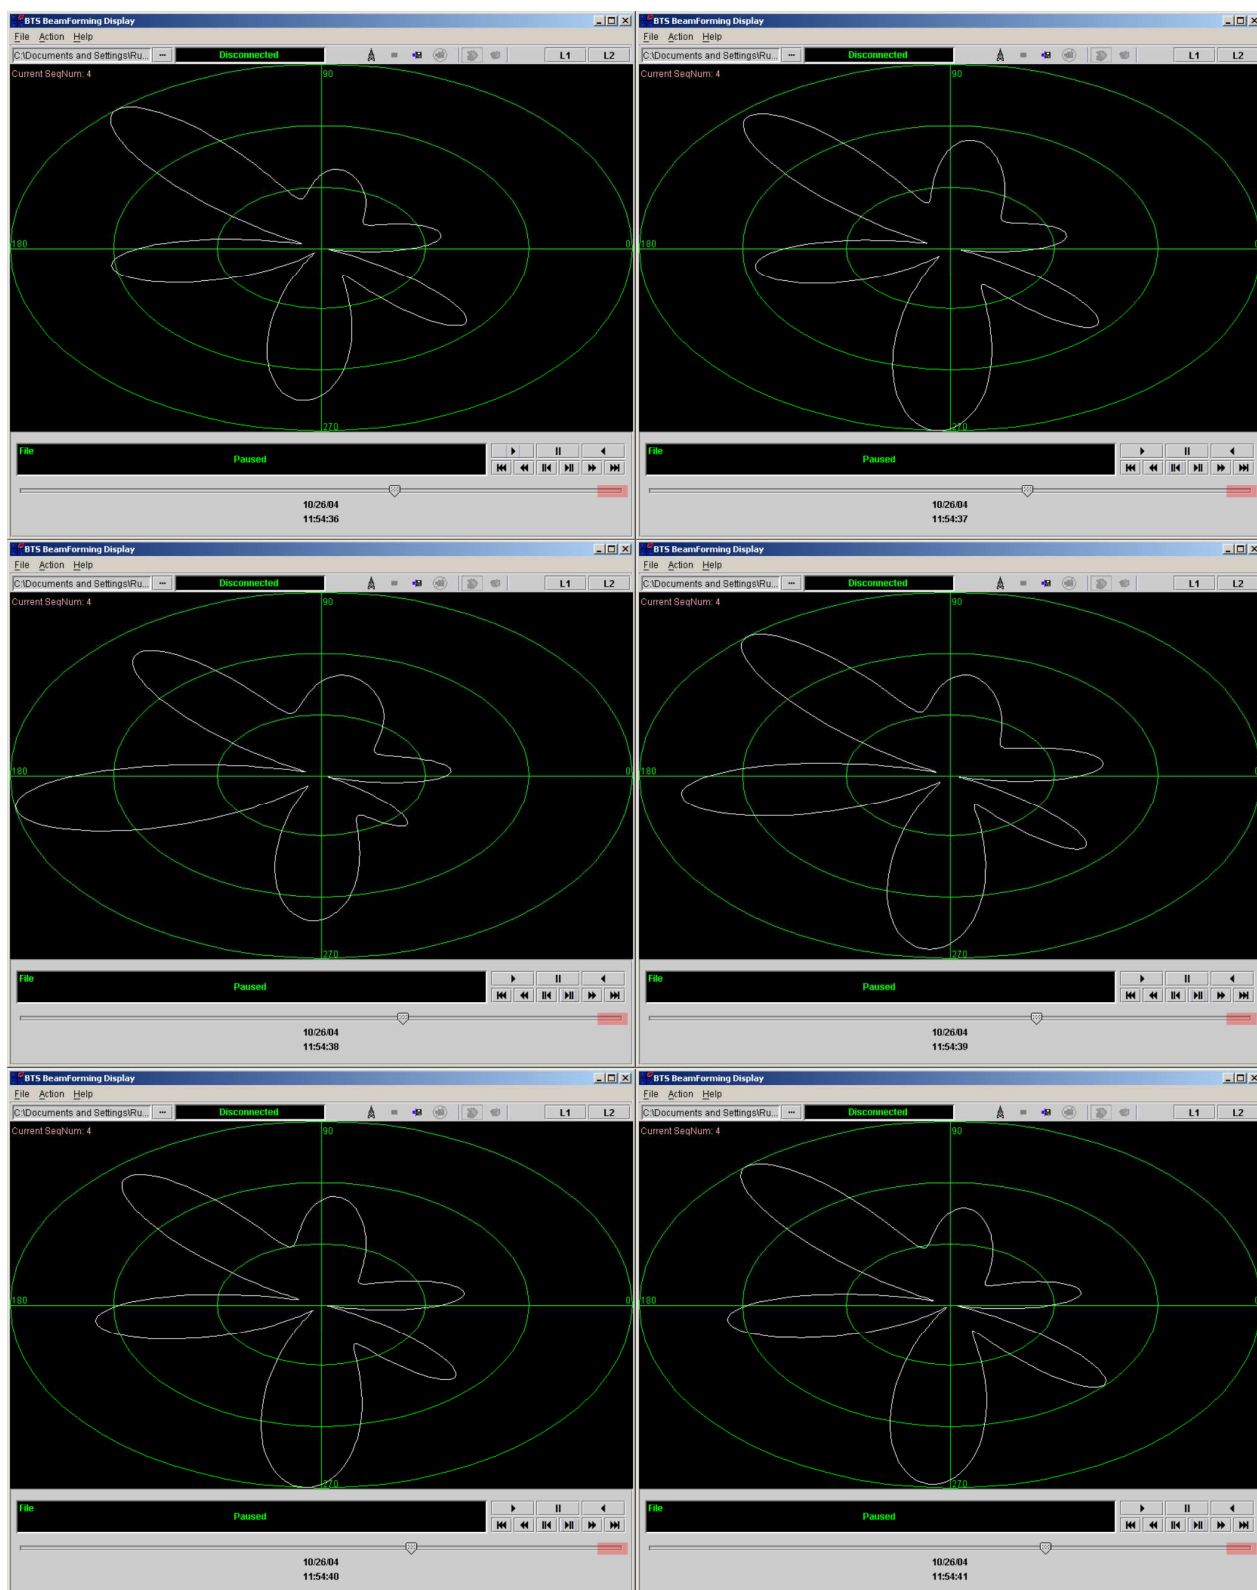 BTS BeamForming Display
File Action Help
C:\Documents and Settings\Ru... ... Disconnected L1 L2
Current SeqNum: 4
90
180 0
270
File
Paused
10/26/04
11:54:36
BTS BeamForming Display
File Action Help
C:\Documents and Settings\Ru... ... Disconnected L1 L2
Current SeqNum: 4
90
180 0
270
File
Paused
10/26/04
11:54:37
BTS BeamForming Display
File Action Help
C:\Documents and Settings\Ru... ... Disconnected L1 L2
Current SeqNum: 4
90
180 0
270
File
Paused
10/26/04
11:54:38
BTS BeamForming Display
File Action Help
C:\Documents and Settings\Ru... ... Disconnected L1 L2
Current SeqNum: 4
90
180 0
270
File
Paused
10/26/04
11:54:39
BTS BeamForming Display
File Action Help
C:\Documents and Settings\Ru... ... Disconnected L1 L2
Current SeqNum: 4
90
180 0
270
File
Paused
10/26/04
11:54:40
BTS BeamForming Display
File Action Help
C:\Documents and Settings\Ru... ... Disconnected L1 L2
Current SeqNum: 4
90
180 0
270
File
Paused
10/26/04
11:54:41